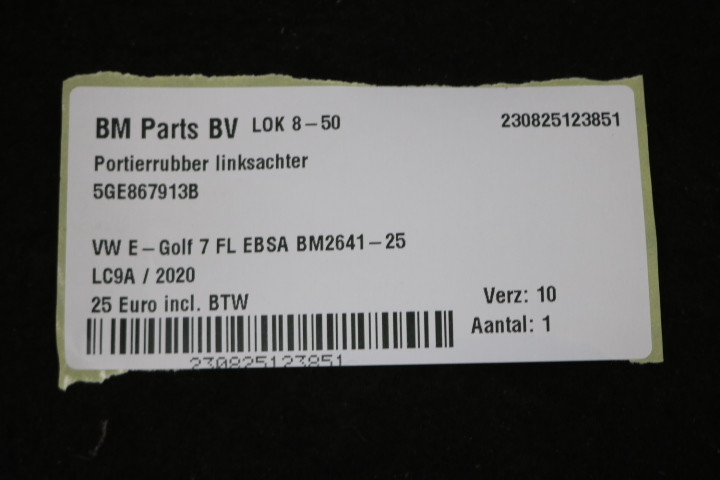 BM Parts BV LOK 8-50 230825123851
Portierrubber linksachter
5GE867913B
VW E-Golf 7 FL EBSA BM2641-25
LC9A / 2020
25 Euro incl. BTW
Verz: 10
Aantal: 1
230825123851